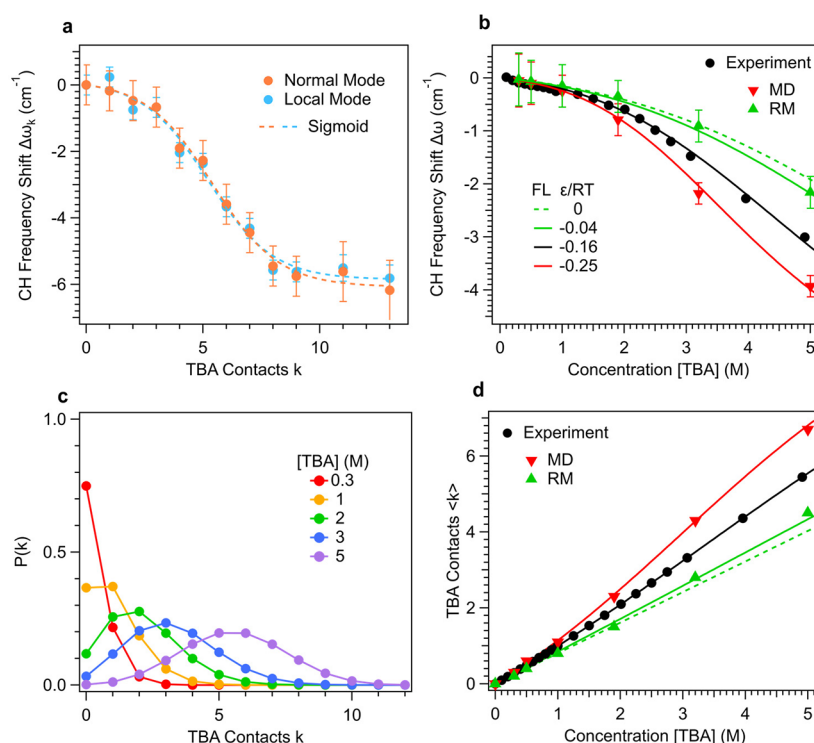 a
CH Frequency Shift Δω_k (cm⁻¹)
0
-2
-4
-6
Normal Mode
Local Mode
Sigmoid
0
5
10
TBA Contacts k
b
CH Frequency Shift Δω (cm⁻¹)
0
-1
-2
-3
-4
Experiment
MD
RM
FL ε/RT
0
-0.04
-0.16
-0.25
0
1
2
3
4
5
Concentration [TBA] (M)
c
P(k)
1.0
0.5
0.0
[TBA] (M)
0.3
1
2
3
5
0
5
10
TBA Contacts k
d
TBA Contacts <k>
6
4
2
0
Experiment
MD
RM
0
1
2
3
4
5
Concentration [TBA] (M)